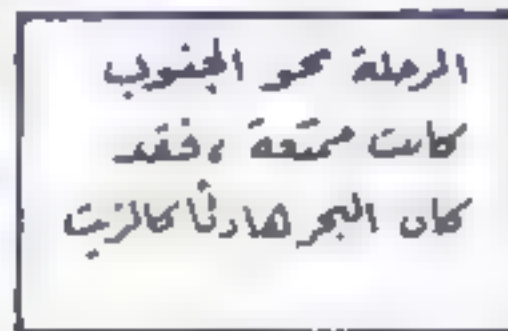 الرحلة نحو الجنوب
كانت ممتعة ، فقد
كان البحر هادئاً كالزيت